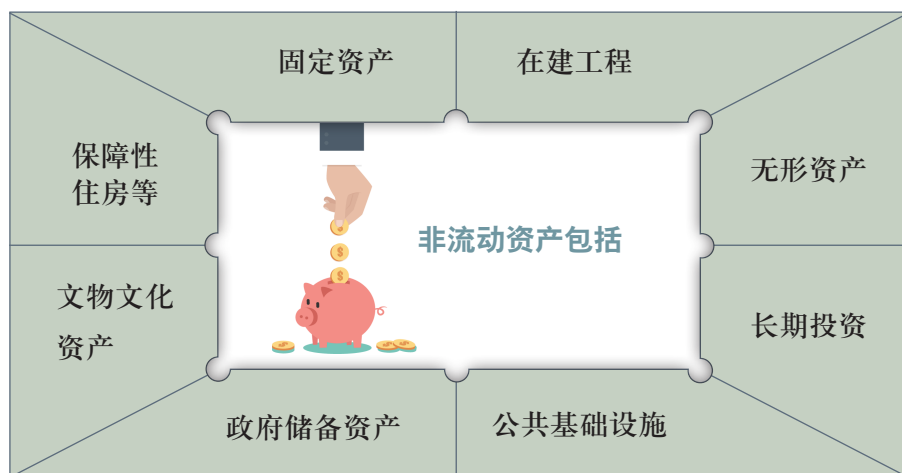 固定资产
在建工程
无形资产
长期投资
公共基础设施
政府储备资产
文物文化
资产
保障性
住房等
非流动资产包括